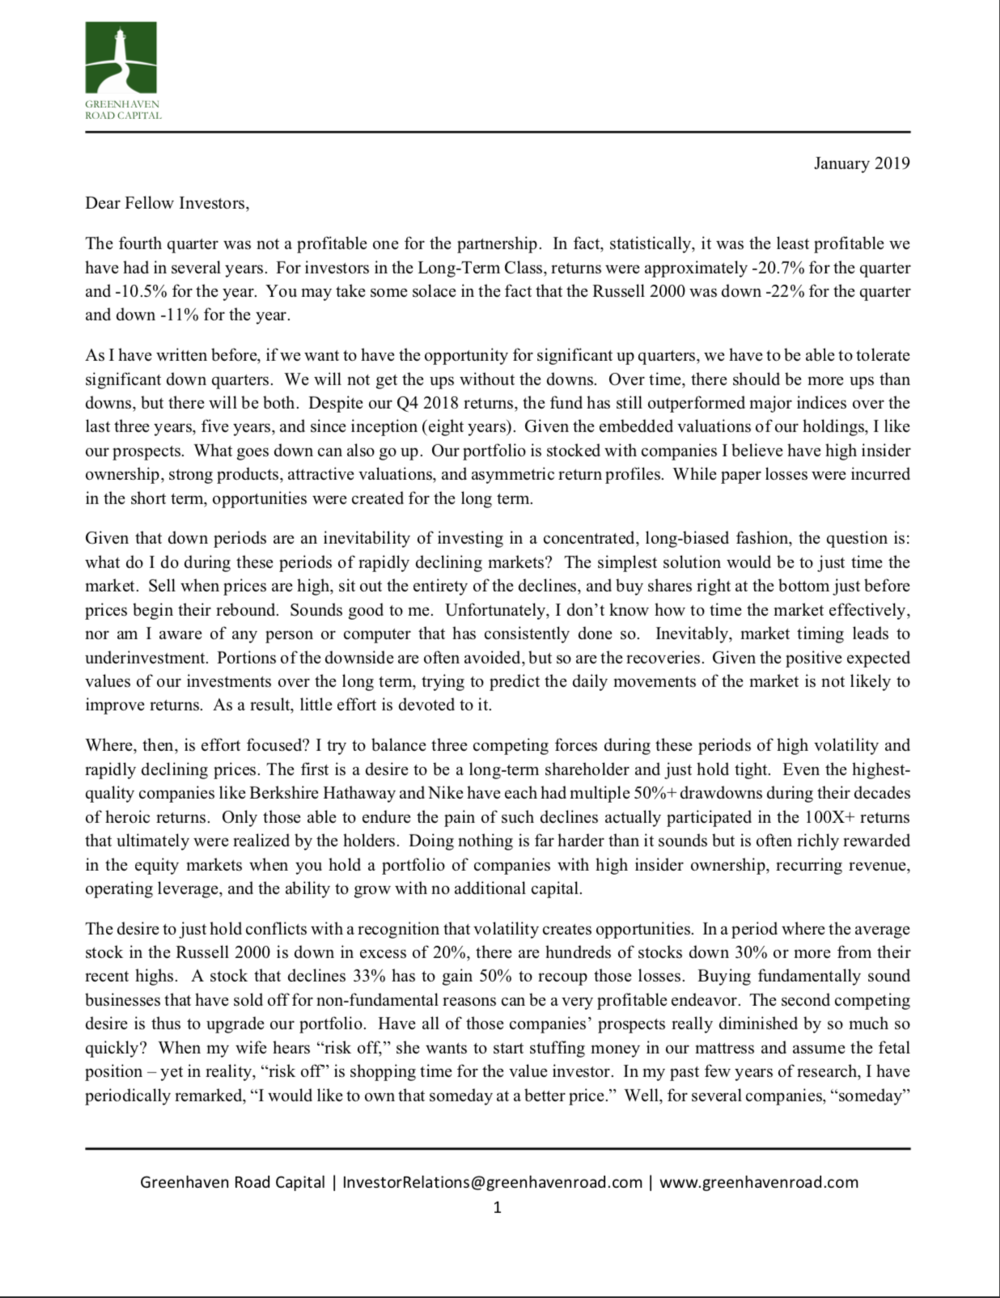 GREENHAVEN
ROAD CAPITAL
January 2019
Dear Fellow Investors,
The fourth quarter was not a profitable one for the partnership.  In fact, statistically, it was the least profitable we
have had in several years.  For investors in the Long-Term Class, returns were approximately -20.7% for the quarter
and -10.5% for the year.  You may take some solace in the fact that the Russell 2000 was down -22% for the quarter
and down -11% for the year.
As I have written before, if we want to have the opportunity for significant up quarters, we have to be able to tolerate
significant down quarters.  We will not get the ups without the downs.  Over time, there should be more ups than
downs, but there will be both.  Despite our Q4 2018 returns, the fund has still outperformed major indices over the
last three years, five years, and since inception (eight years).  Given the embedded valuations of our holdings, I like
our prospects.  What goes down can also go up.  Our portfolio is stocked with companies I believe have high insider
ownership, strong products, attractive valuations, and asymmetric return profiles.  While paper losses were incurred
in the short term, opportunities were created for the long term.
Given that down periods are an inevitability of investing in a concentrated, long-biased fashion, the question is:
what do I do during these periods of rapidly declining markets?  The simplest solution would be to just time the
market.  Sell when prices are high, sit out the entirety of the declines, and buy shares right at the bottom just before
prices begin their rebound.  Sounds good to me.  Unfortunately, I don’t know how to time the market effectively,
nor am I aware of any person or computer that has consistently done so.  Inevitably, market timing leads to
underinvestment.  Portions of the downside are often avoided, but so are the recoveries.  Given the positive expected
values of our investments over the long term, trying to predict the daily movements of the market is not likely to
improve returns.  As a result, little effort is devoted to it.
Where, then, is effort focused? I try to balance three competing forces during these periods of high volatility and
rapidly declining prices. The first is a desire to be a long-term shareholder and just hold tight.  Even the highest-
quality companies like Berkshire Hathaway and Nike have each had multiple 50%+ drawdowns during their decades
of heroic returns.  Only those able to endure the pain of such declines actually participated in the 100X+ returns
that ultimately were realized by the holders.  Doing nothing is far harder than it sounds but is often richly rewarded
in the equity markets when you hold a portfolio of companies with high insider ownership, recurring revenue,
operating leverage, and the ability to grow with no additional capital.
The desire to just hold conflicts with a recognition that volatility creates opportunities.  In a period where the average
stock in the Russell 2000 is down in excess of 20%, there are hundreds of stocks down 30% or more from their
recent highs.  A stock that declines 33% has to gain 50% to recoup those losses.  Buying fundamentally sound
businesses that have sold off for non-fundamental reasons can be a very profitable endeavor.  The second competing
desire is thus to upgrade our portfolio.  Have all of those companies’ prospects really diminished by so much so
quickly?  When my wife hears “risk off,” she wants to start stuffing money in our mattress and assume the fetal
position – yet in reality, “risk off” is shopping time for the value investor.  In my past few years of research, I have
periodically remarked, “I would like to own that someday at a better price.”  Well, for several companies, “someday”
Greenhaven Road Capital | InvestorRelations@greenhavenroad.com | www.greenhavenroad.com
1